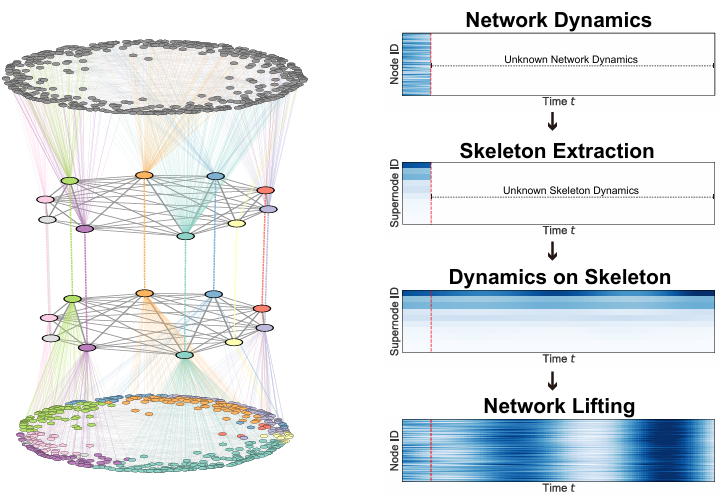 Network Dynamics
Node ID
Unknown Network Dynamics
Time t
Skeleton Extraction
Supernode ID
Unknown Skeleton Dynamics
Time t
Dynamics on Skeleton
Supernode ID
Time t
Network Lifting
Node ID
Time t